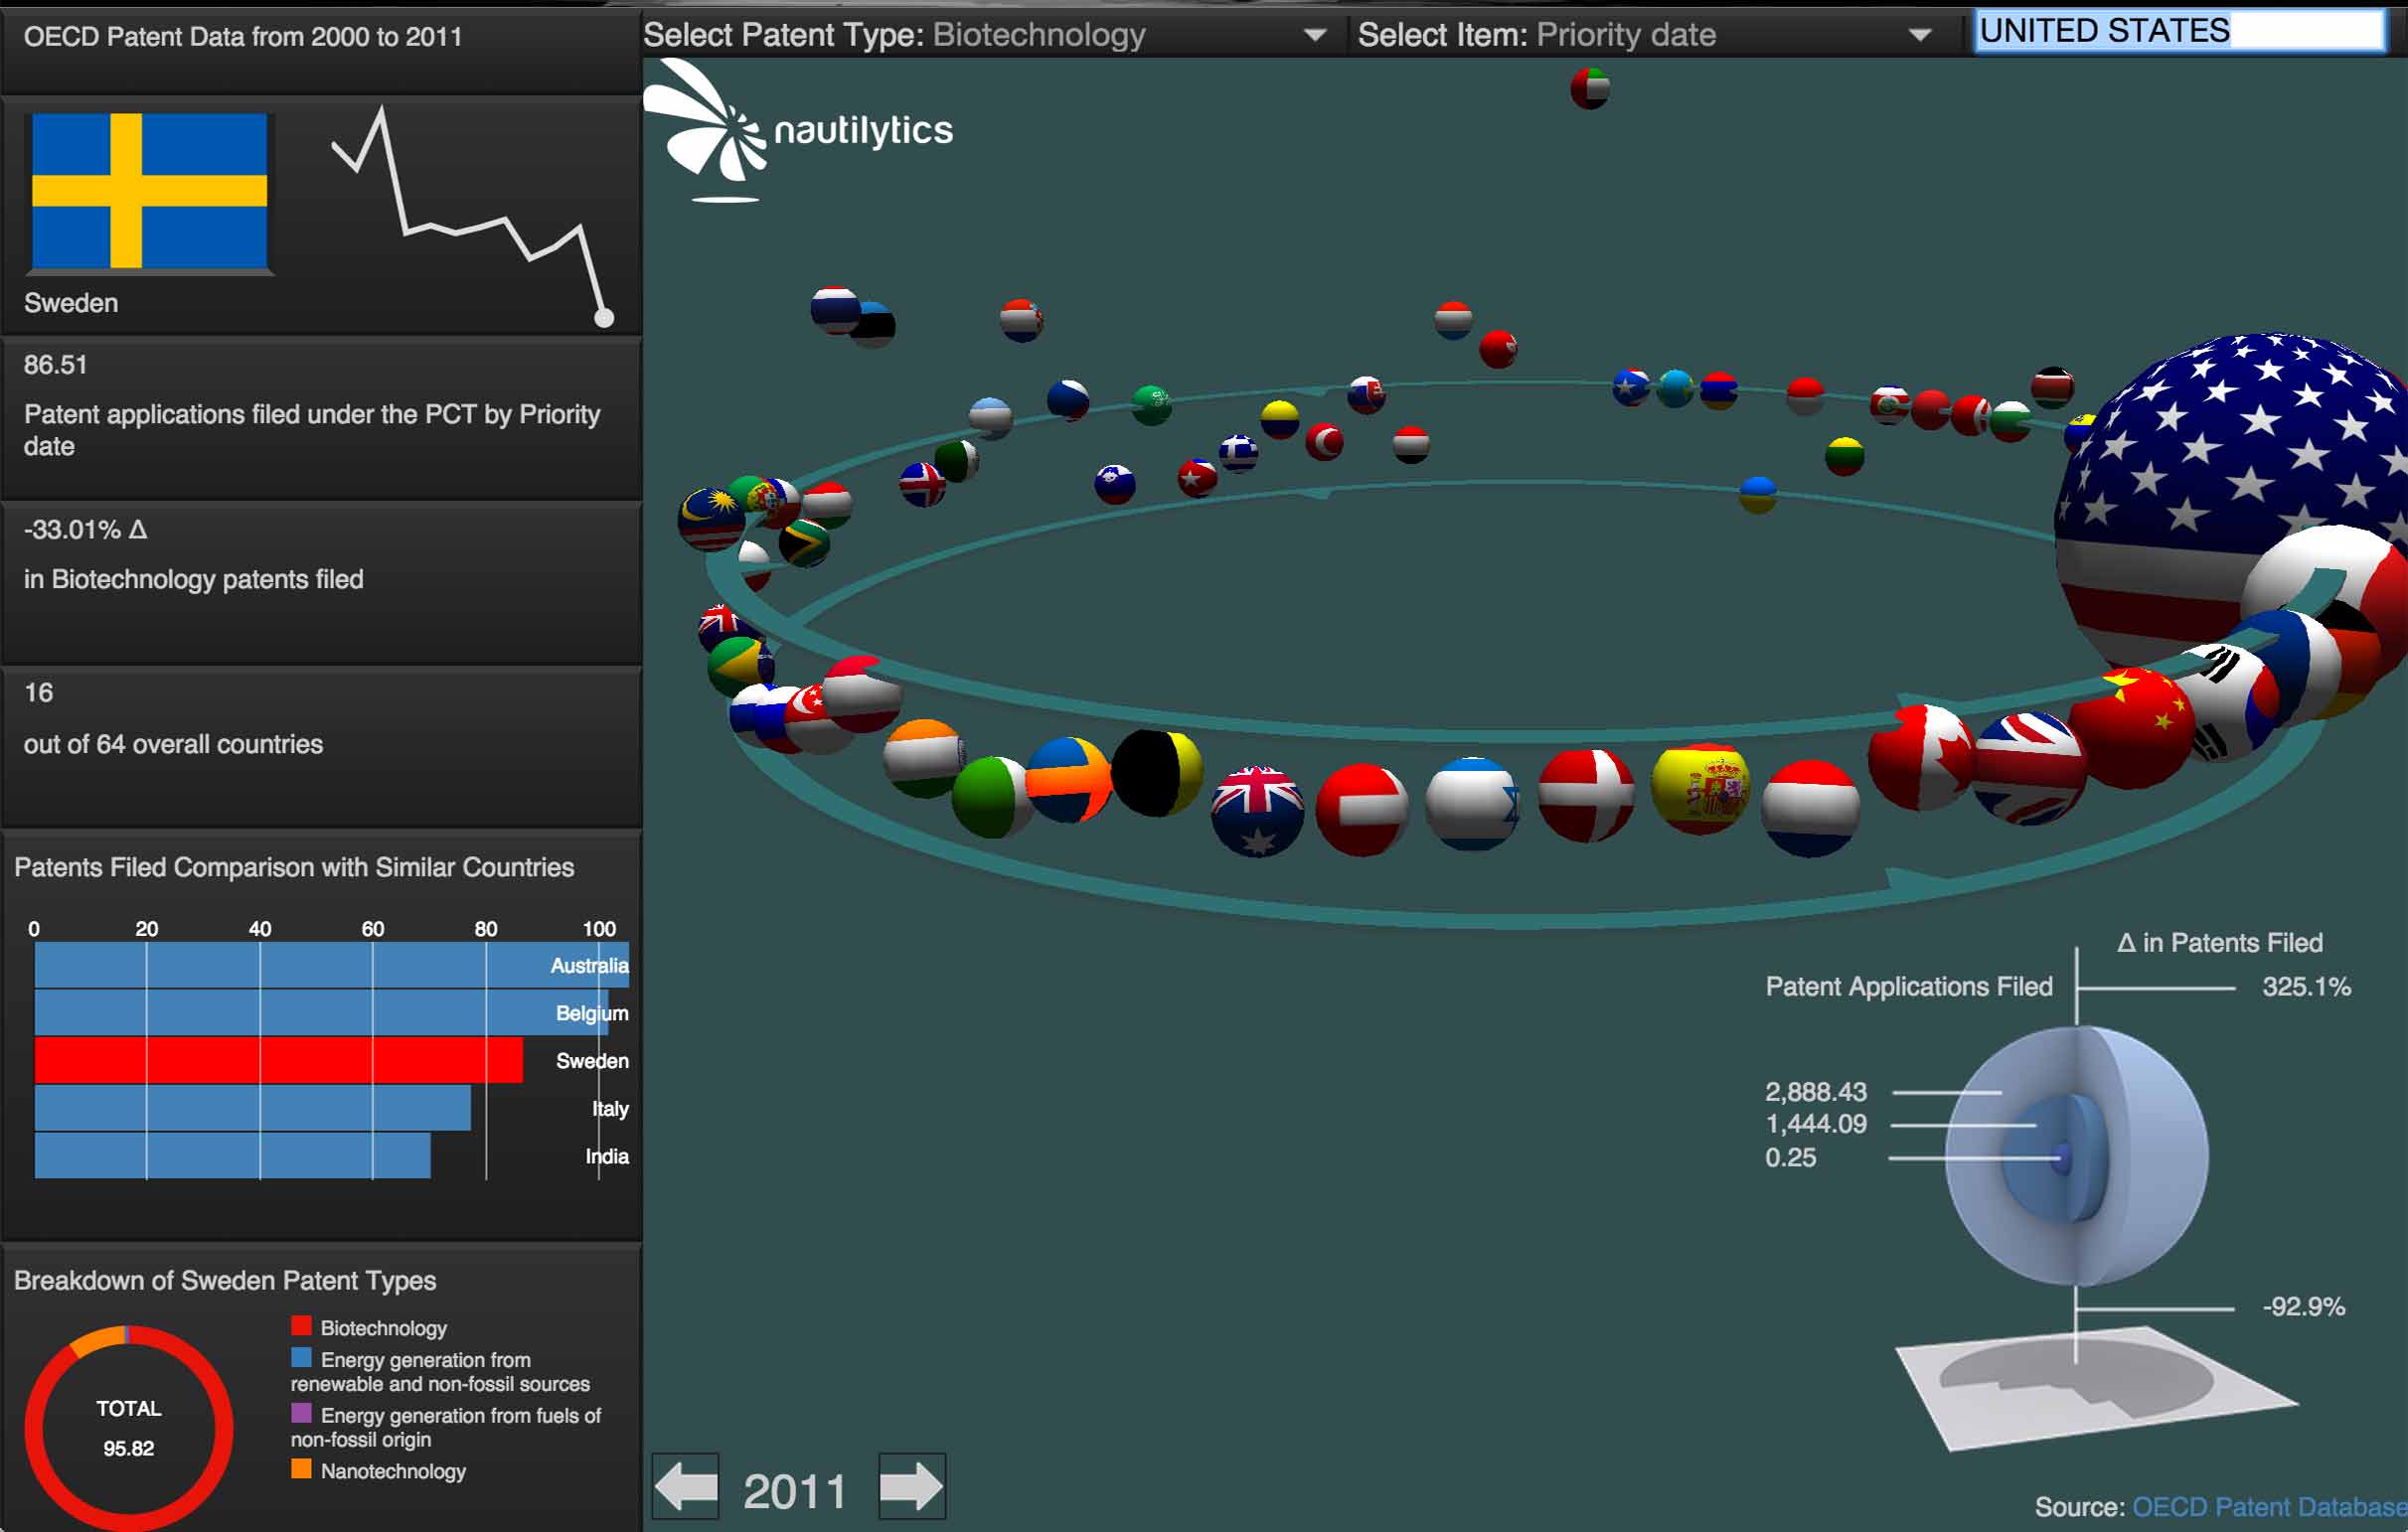 OECD Patent Data from 2000 to 2011
Select Patent Type: Biotechnology
Select Item: Priority date
UNITED STATES
nautilytics
Sweden
86.51
Patent applications filed under the PCT by Priority
date
-33.01% Δ
in Biotechnology patents filed
16
out of 64 overall countries
Patents Filed Comparison with Similar Countries
0 20 40 60 80 100
Australia
Belgium
Sweden
Italy
India
Breakdown of Sweden Patent Types
TOTAL
95.82
Biotechnology
Energy generation from
renewable and non-fossil sources
Energy generation from fuels of
non-fossil origin
Nanotechnology
2011
Δ in Patents Filed
Patent Applications Filed
325.1%
2,888.43
1,444.09
0.25
-92.9%
Source: OECD Patent Database